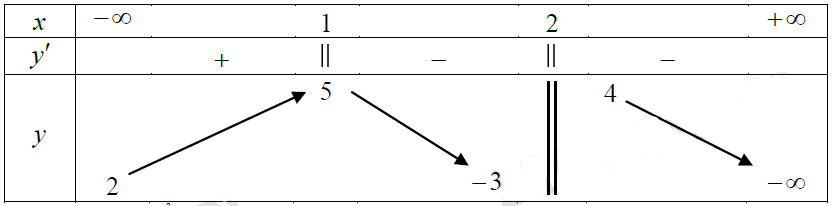 x −∞ 1 2 +∞
y′ + || − || −
5 4
y
2 −3 −∞